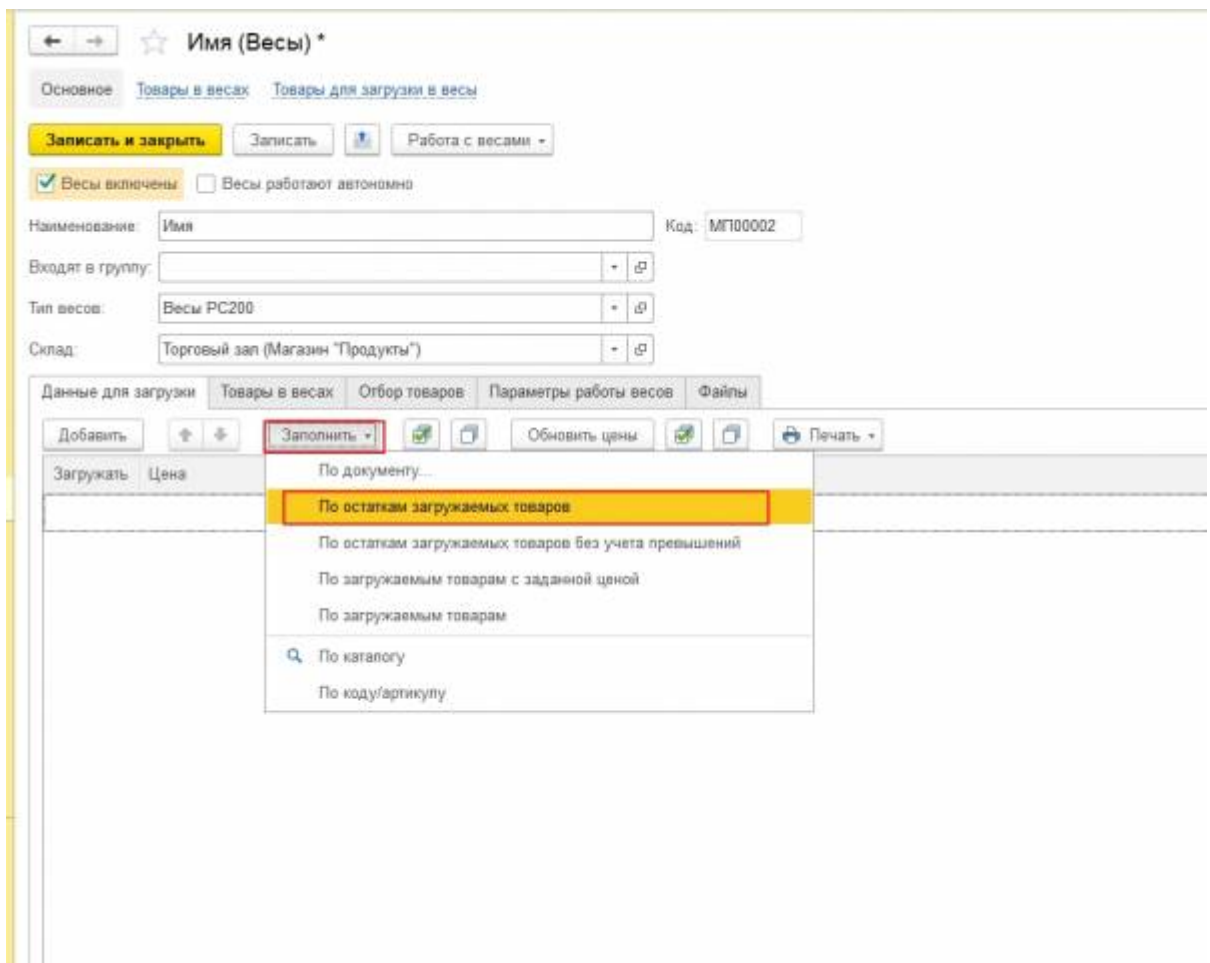 Имя (Весы) *
Основное Товары в весах Товары для загрузки в весы
Записать и закрыть Записать Работа с весами
Весы включены Весы работают автономно
Наименование: Имя Код: МП00002
Входят в группу:
Тип весов: Весы PC200
Склад: Торговый зал (Магазин "Продукты")
Данные для загрузки Товары в весах Отбор товаров Параметры работы весов Файлы
Добавить Заполнить Обновить цены Печать
Загружать Цена
По документу...
По остаткам загружаемых товаров
По остаткам загружаемых товаров без учета превышений
По загружаемым товарам с заданной ценой
По загружаемым товарам
По каталогу
По коду/артикулу